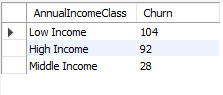 AnnualIncomeClass Churn
Low Income 104
High Income 92
Middle Income 28